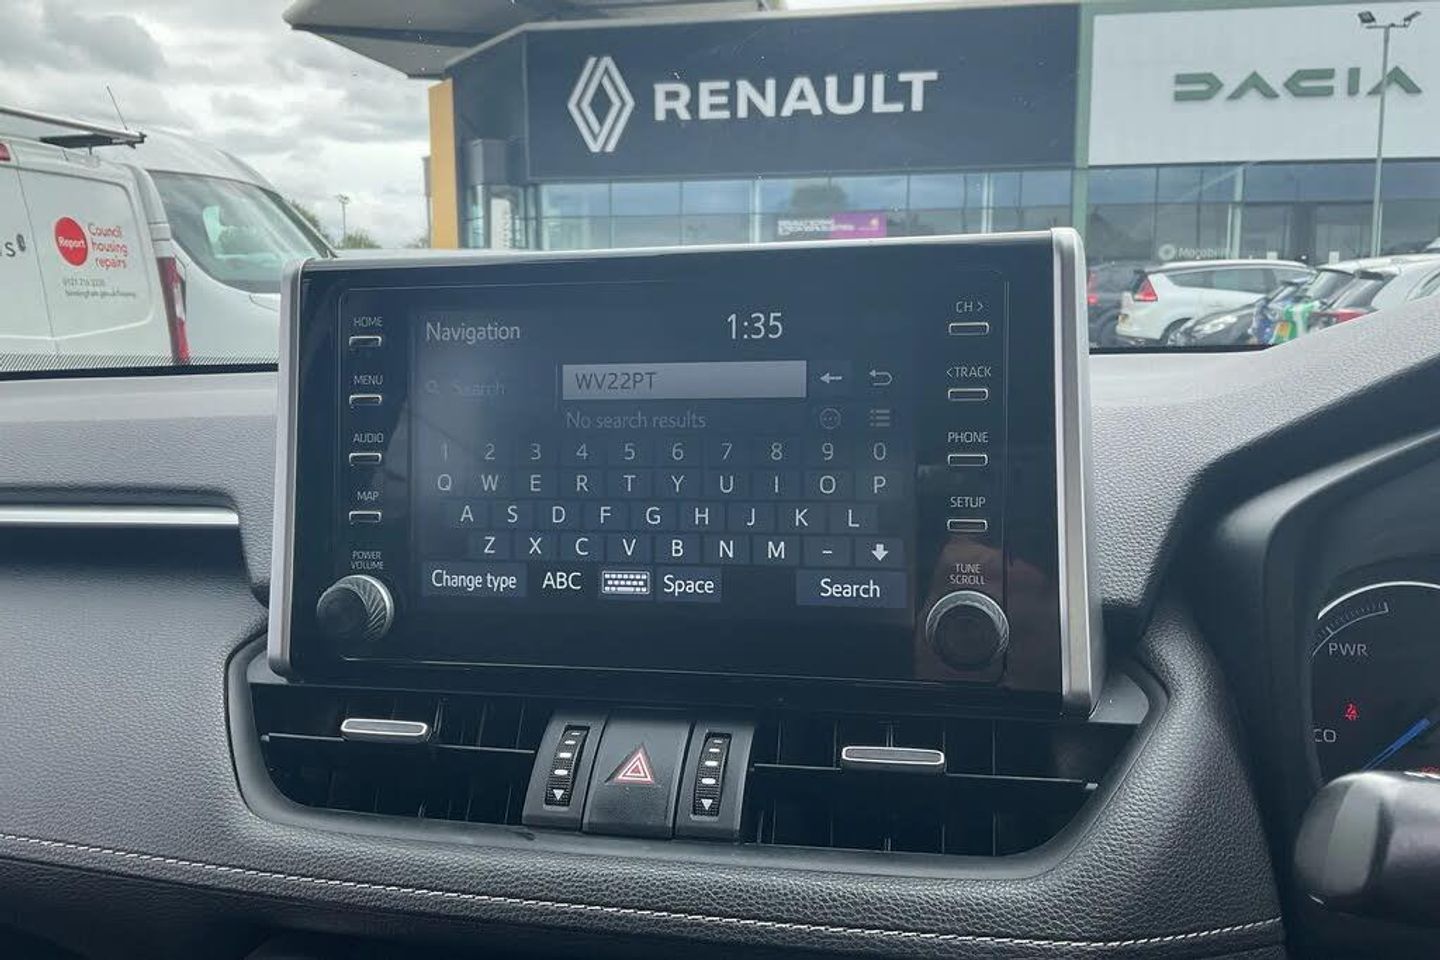 RENAULT
DACIA
Report
Council
housing
repairs
HOME
MENU
AUDIO
MAP
POWER
VOLUME
Navigation
1:35
Search
WV22PT
No search results
1 2 3 4 5 6 7 8 9 0
Q W E R T Y U I O P
A S D F G H J K L
Z X C V B N M -
Change type ABC Space Search
CH >
< TRACK
PHONE
SETUP
TUNE
SCROLL
PWR